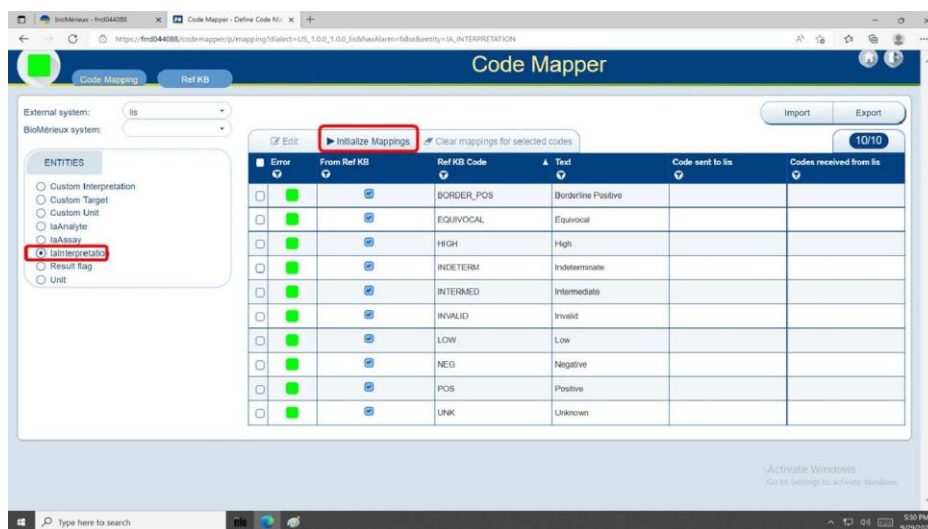 bioMérieux - fmd044088
Code Mapper - Define Code Ma
https://fmd044088/codemapper/p/mapping?dialect=LIS_1.0.0_1.0.0_lis&hasAlarm=false&entity=IA_INTERPRETATION
Code Mapper
Code Mapping
Ref KB
External system:
lis
BioMérieux system:
Import
Export
Edit
Initialize Mappings
Clear mappings for selected codes
10/10
ENTITIES
Custom Interpretation
Custom Target
Custom Unit
IaAnalyte
IaAssay
IaInterpretation
Result flag
Unit
Error From Ref KB Ref KB Code Text Code sent to lis Codes received from lis
BORDER_POS Borderline Positive
EQUIVOCAL Equivocal
HIGH High
INDETERM Indeterminate
INTERMED Intermediate
INVALID Invalid
LOW Low
NEG Negative
POS Positive
UNK Unknown
Activate Windows
Go to Settings to activate Windows.
Type here to search
5:30 PM